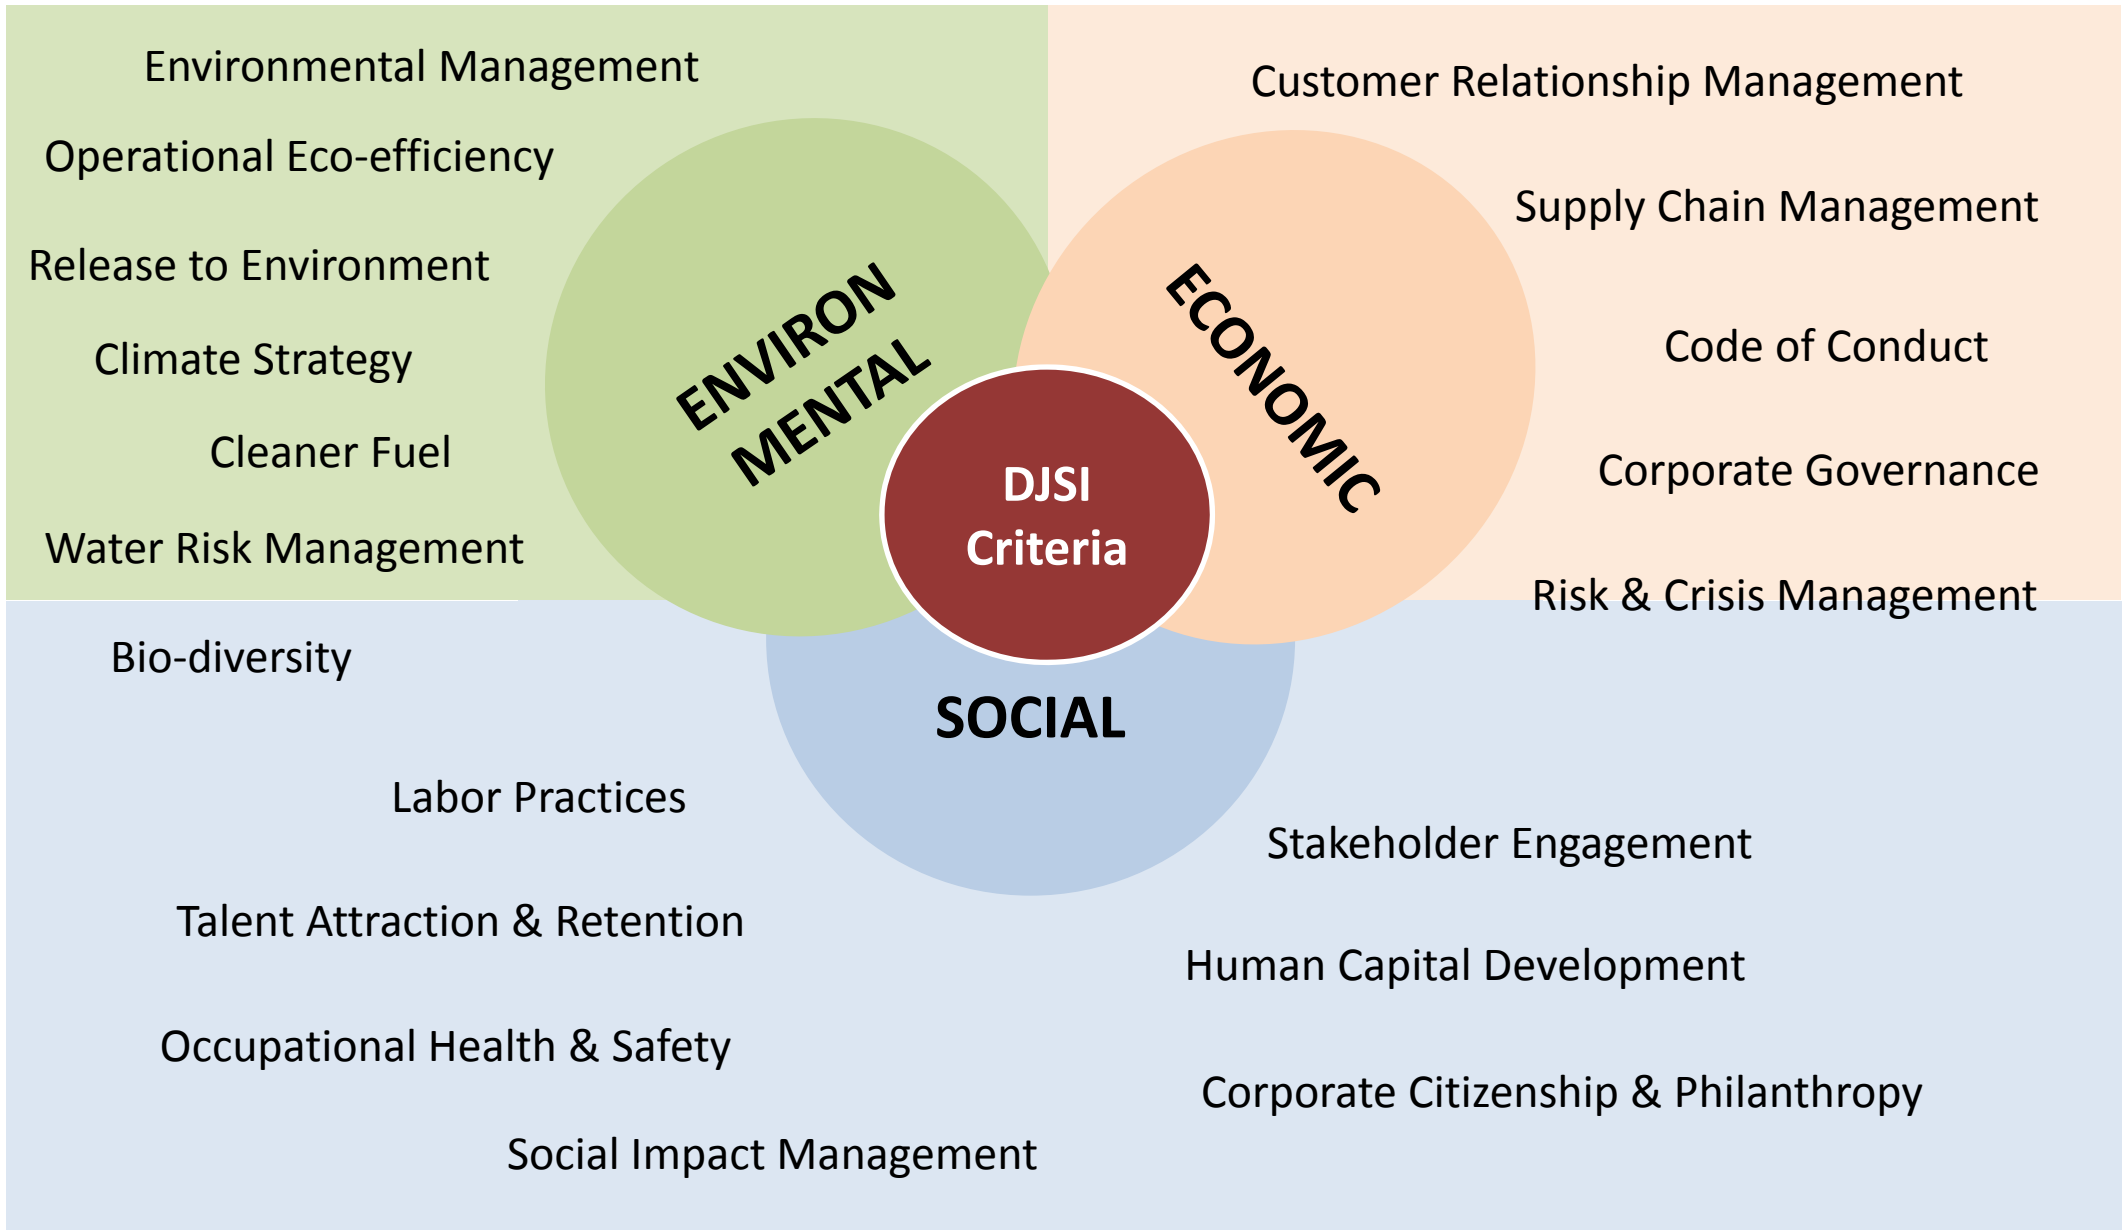 Environmental Management
Operational Eco-efficiency
Release to Environment
Climate Strategy
Cleaner Fuel
Water Risk Management
Bio-diversity
ENVIRON
MENTAL
Customer Relationship Management
Supply Chain Management
Code of Conduct
Corporate Governance
Risk & Crisis Management
ECONOMIC
DJSI
Criteria
SOCIAL
Labor Practices
Talent Attraction & Retention
Occupational Health & Safety
Social Impact Management
Stakeholder Engagement
Human Capital Development
Corporate Citizenship & Philanthropy